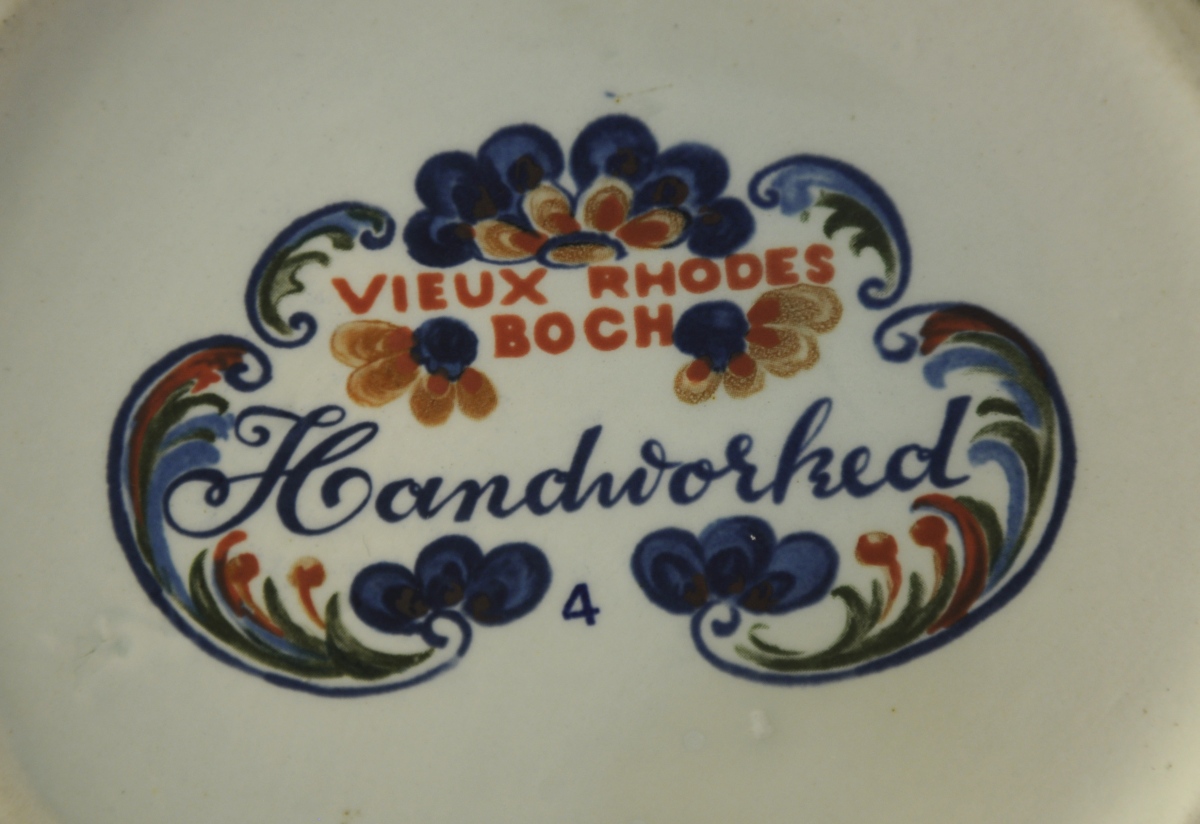 VIEUX RHODES
BOCH
Handworked
4